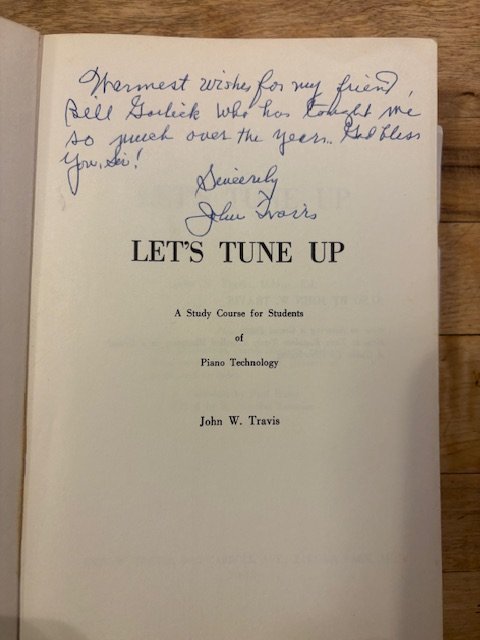 Warmest wishes for my friend,
Bill Garlick who has taught me
so much over the years.. God bless
You, Sir!
Sincerely
John Travis
LET'S TUNE UP
A Study Course for Students
of
Piano Technology
John W. Travis